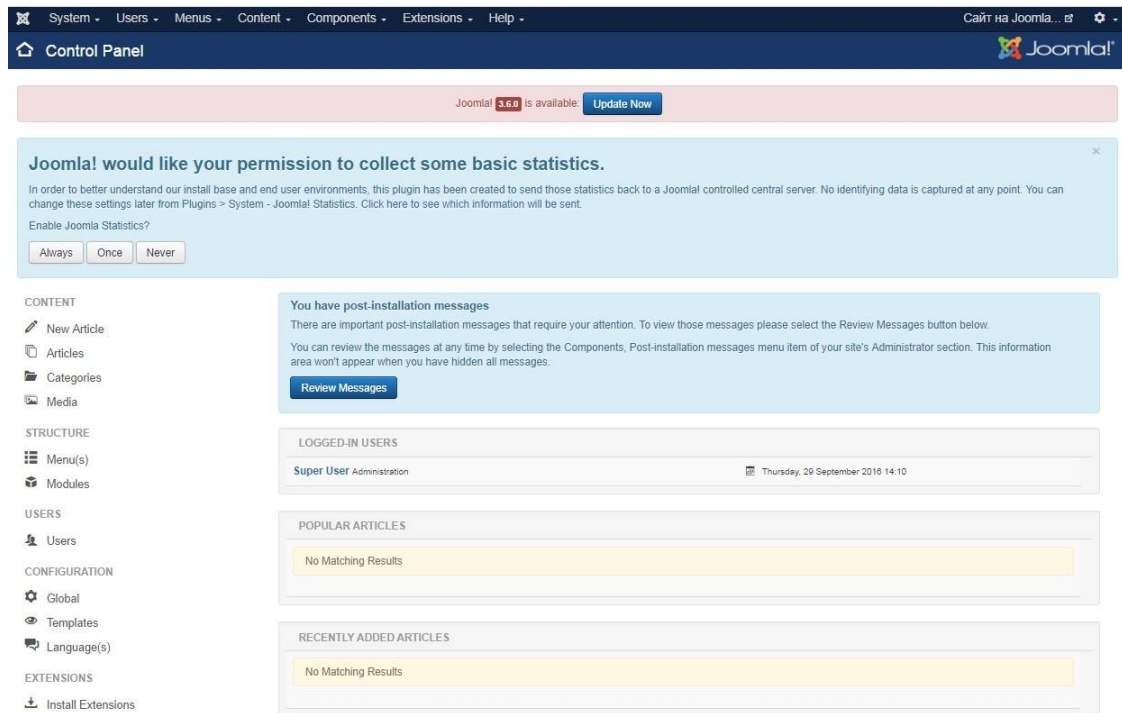 System Users Menus Content Components Extensions Help Сайт на Joomla...
Control Panel Joomla!
Joomla! 3.6.0 is available: Update Now
Joomla! would like your permission to collect some basic statistics.
In order to better understand our install base and end user environments, this plugin has been created to send those statistics back to a Joomla! controlled central server. No identifying data is captured at any point. You can
change these settings later from Plugins > System - Joomla! Statistics. Click here to see which information will be sent.
Enable Joomla Statistics?
Always Once Never
CONTENT
New Article
Articles
Categories
Media
STRUCTURE
Menu(s)
Modules
USERS
Users
CONFIGURATION
Global
Templates
Language(s)
EXTENSIONS
Install Extensions
You have post-installation messages
There are important post-installation messages that require your attention. To view those messages please select the Review Messages button below.
You can review the messages at any time by selecting the Components, Post-installation messages menu item of your site's Administrator section. This information
area won't appear when you have hidden all messages.
Review Messages
LOGGED-IN USERS
Super User Administration Thursday, 29 September 2016 14:10
POPULAR ARTICLES
No Matching Results
RECENTLY ADDED ARTICLES
No Matching Results